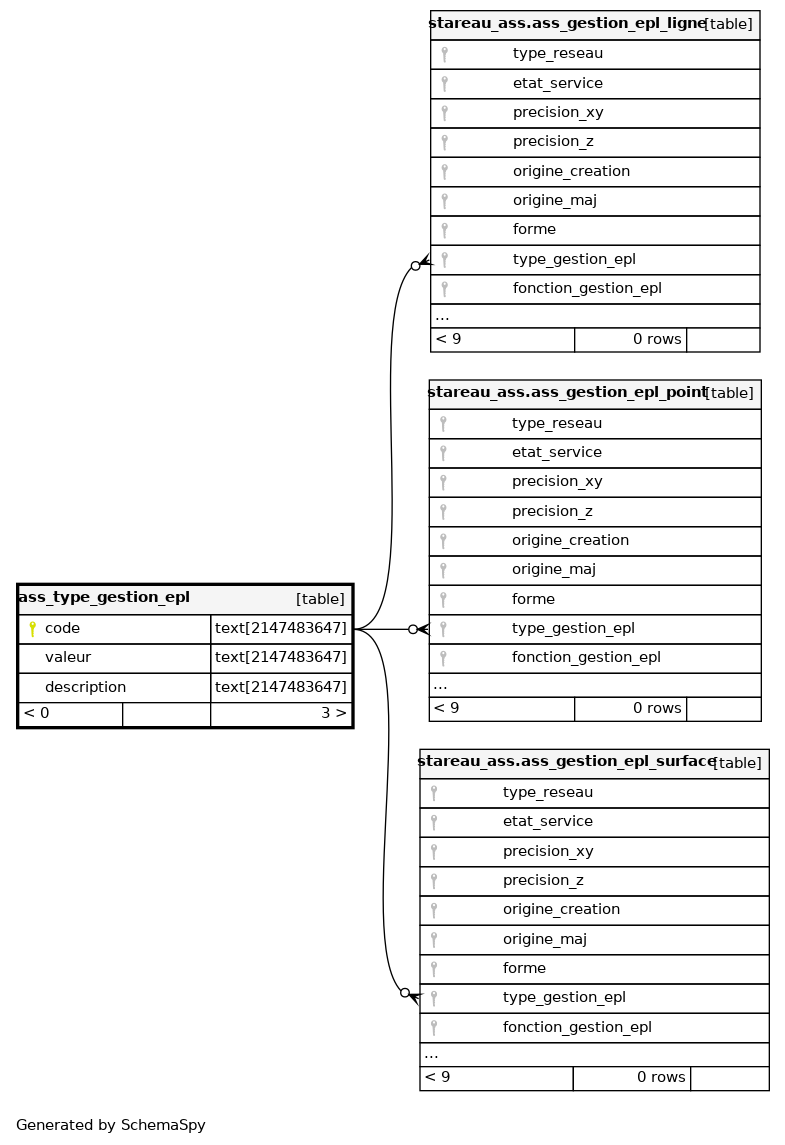 stareau_ass.ass_gestion_epl_ligne [table]
type_reseau
etat_service
precision_xy
precision_z
origine_creation
origine_maj
forme
type_gestion_epl
fonction_gestion_epl
...
< 9 0 rows
stareau_ass.ass_gestion_epl_point [table]
type_reseau
etat_service
precision_xy
precision_z
origine_creation
origine_maj
forme
type_gestion_epl
fonction_gestion_epl
...
< 9 0 rows
ass_type_gestion_epl [table]
code text[2147483647]
valeur text[2147483647]
description text[2147483647]
< 0 3 >
stareau_ass.ass_gestion_epl_surface [table]
type_reseau
etat_service
precision_xy
precision_z
origine_creation
origine_maj
forme
type_gestion_epl
fonction_gestion_epl
...
< 9 0 rows
Generated by SchemaSpy